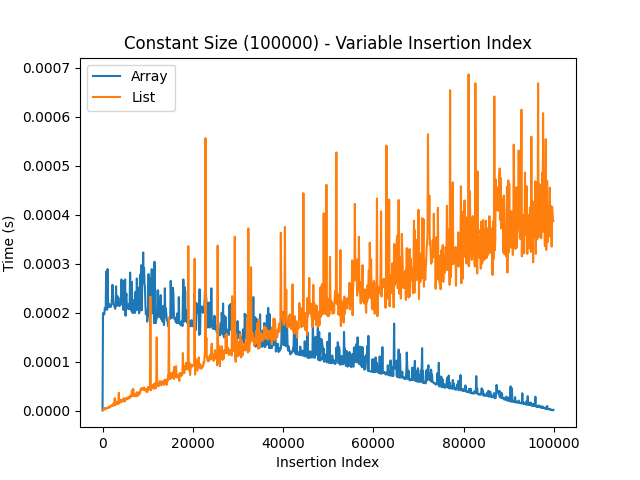 Constant Size (100000) - Variable Insertion Index
Array
List
0.0007
0.0006
0.0005
0.0004
0.0003
0.0002
0.0001
0.0000
Time (s)
0 20000 40000 60000 80000 100000
Insertion Index